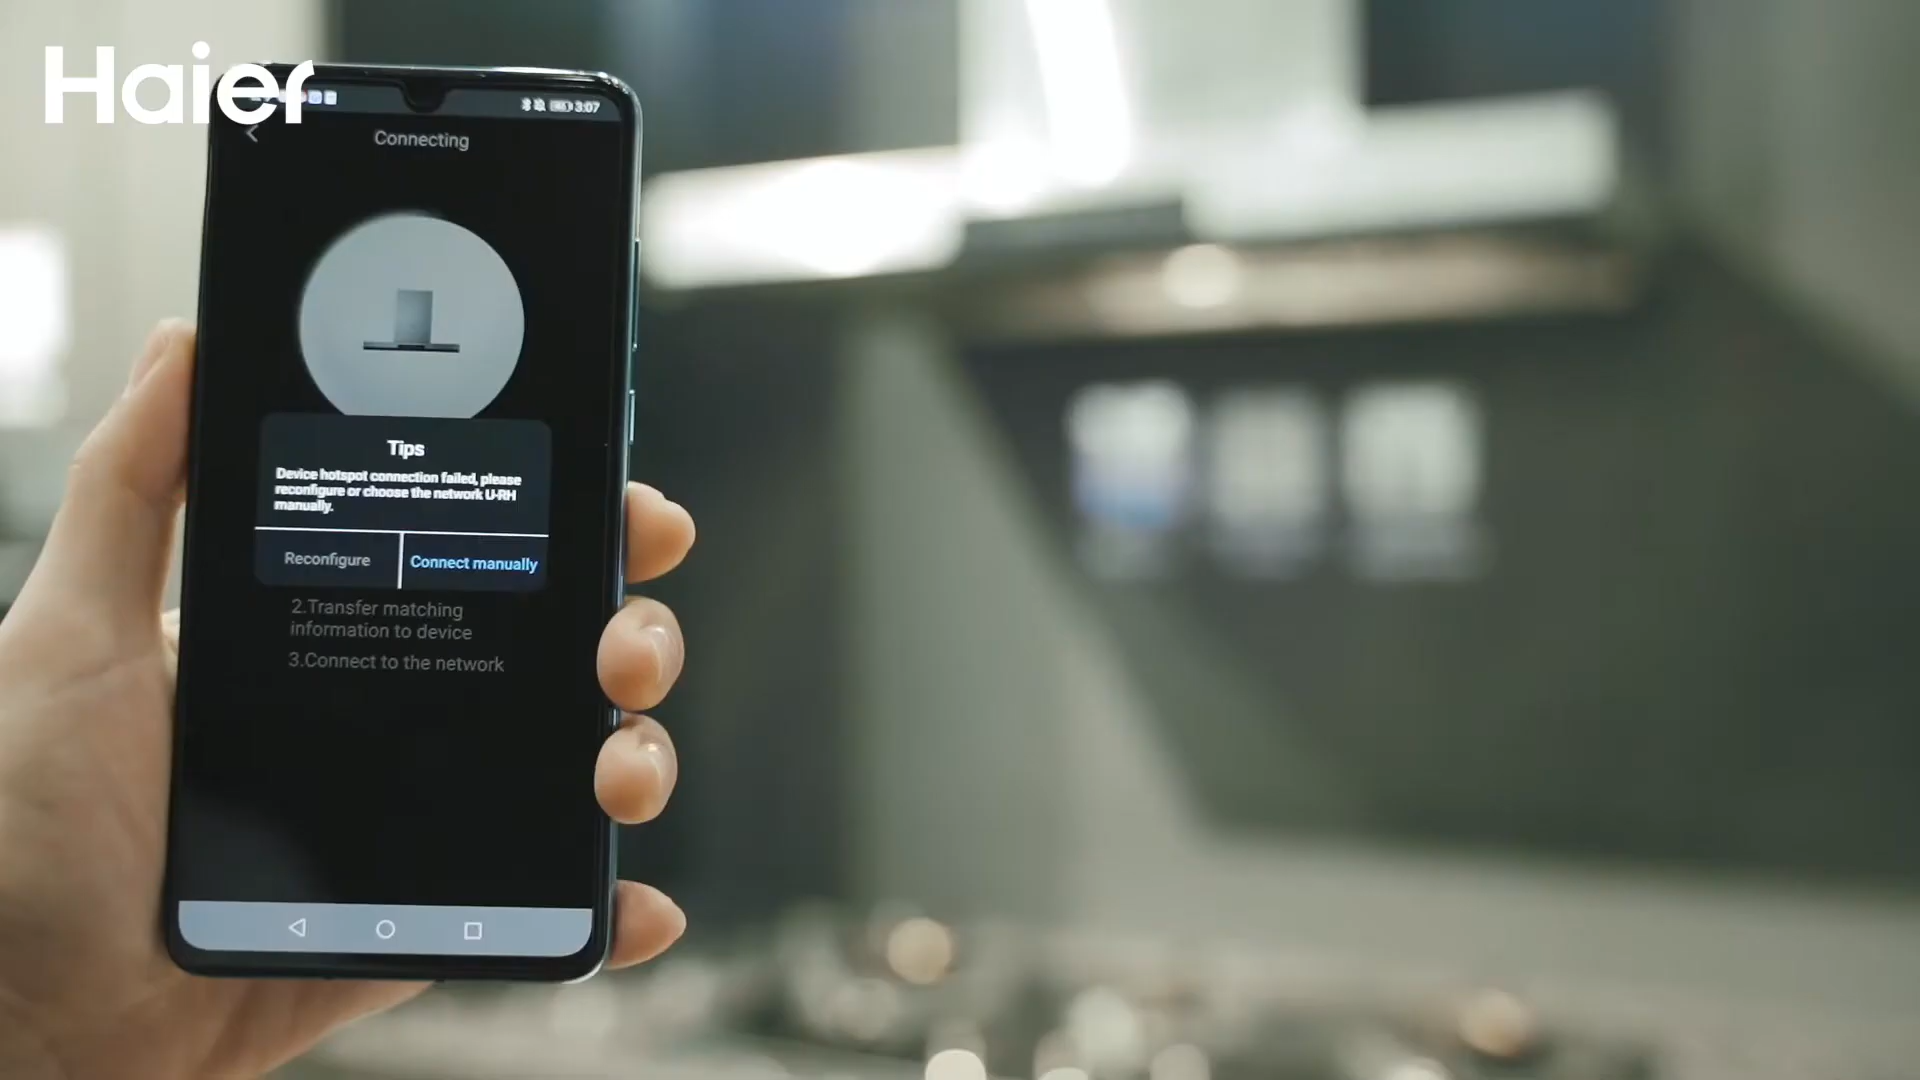 Haier
3:07
Connecting
Tips
Device hotspot connection failed, please
reconfigure or choose the network U-RH
manually.
Reconfigure
Connect manually
2.Transfer matching
information to device
3.Connect to the network